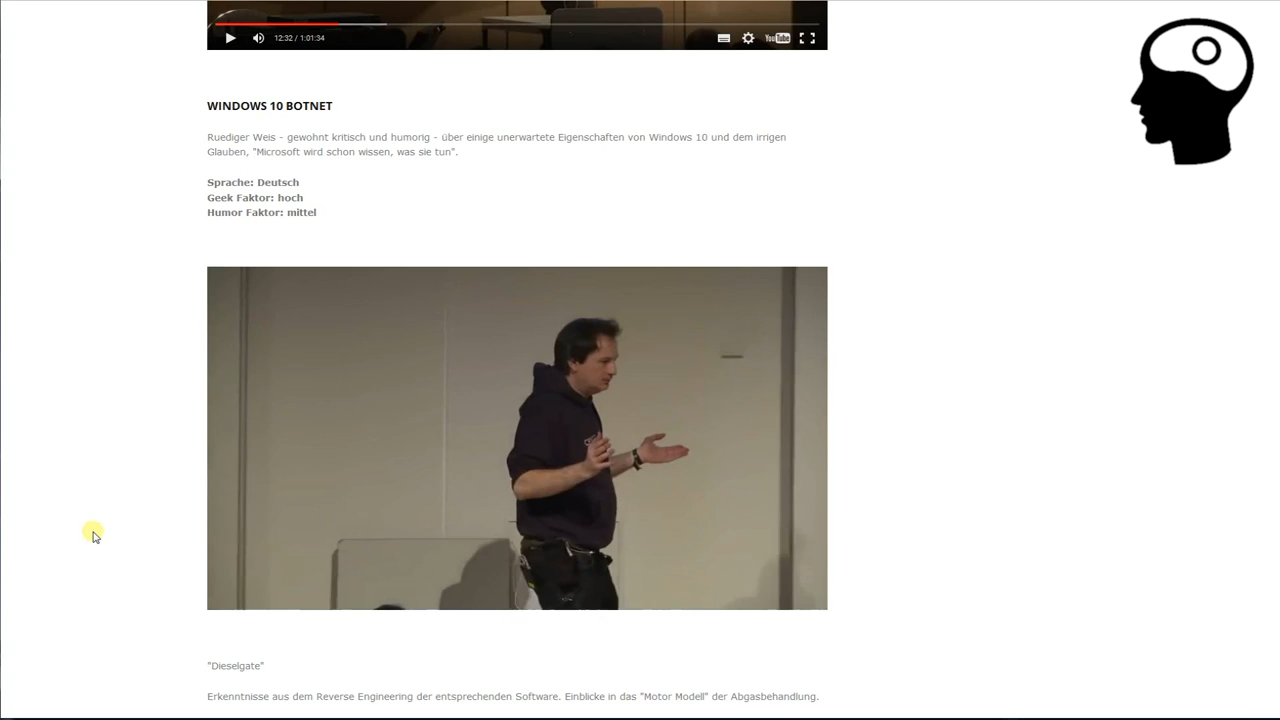 12:32 / 1:01:34
YouTube
WINDOWS 10 BOTNET
Ruediger Weis - gewohnt kritisch und humorig - über einige unerwartete Eigenschaften von Windows 10 und dem irrigen
Glauben, "Microsoft wird schon wissen, was sie tun".
Sprache: Deutsch
Geek Faktor: hoch
Humor Faktor: mittel
"Dieselgate"
Erkenntnisse aus dem Reverse Engineering der entsprechenden Software. Einblicke in das "Motor Modell" der Abgasbehandlung.